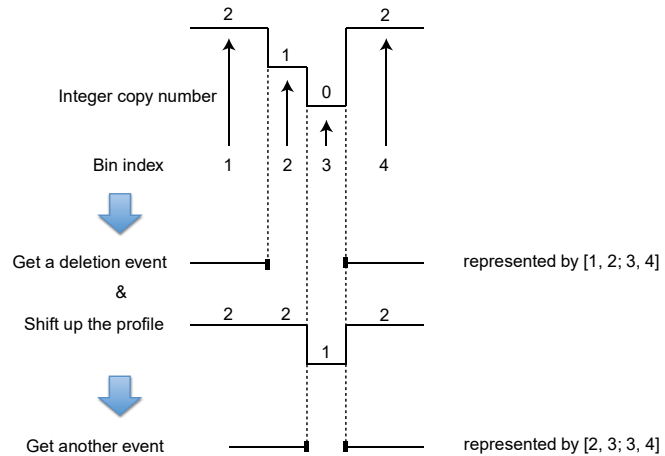 2 2
1
Integer copy number 0
Bin index 1 2 3 4
Get a deletion event represented by [1, 2; 3, 4]
&
Shift up the profile 2 2 2
1
Get another event represented by [2, 3; 3, 4]